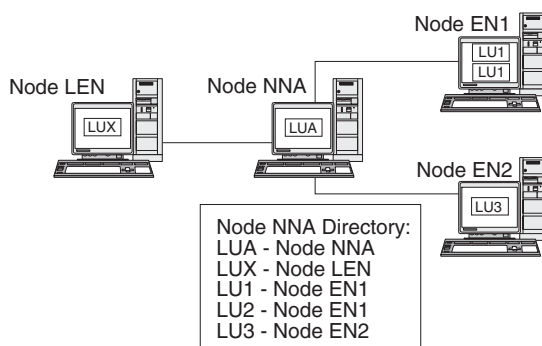 Node EN1
LU1
LU1
Node LEN
Node NNA
LUX
LUA
Node EN2
LU3
Node NNA Directory:
LUA - Node NNA
LUX - Node LEN
LU1 - Node EN1
LU2 - Node EN1
LU3 - Node EN2